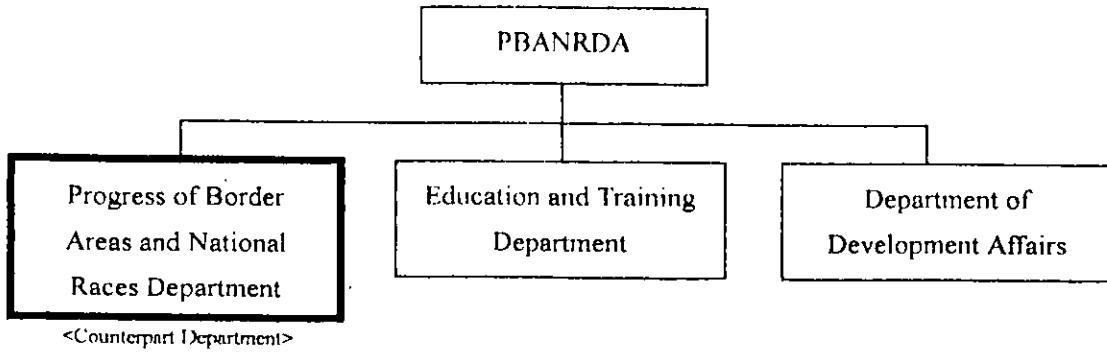 PBANRDA
Progress of Border
Areas and National
Races Department
<Counterpart Department>
Education and Training
Department
Department of
Development Affairs